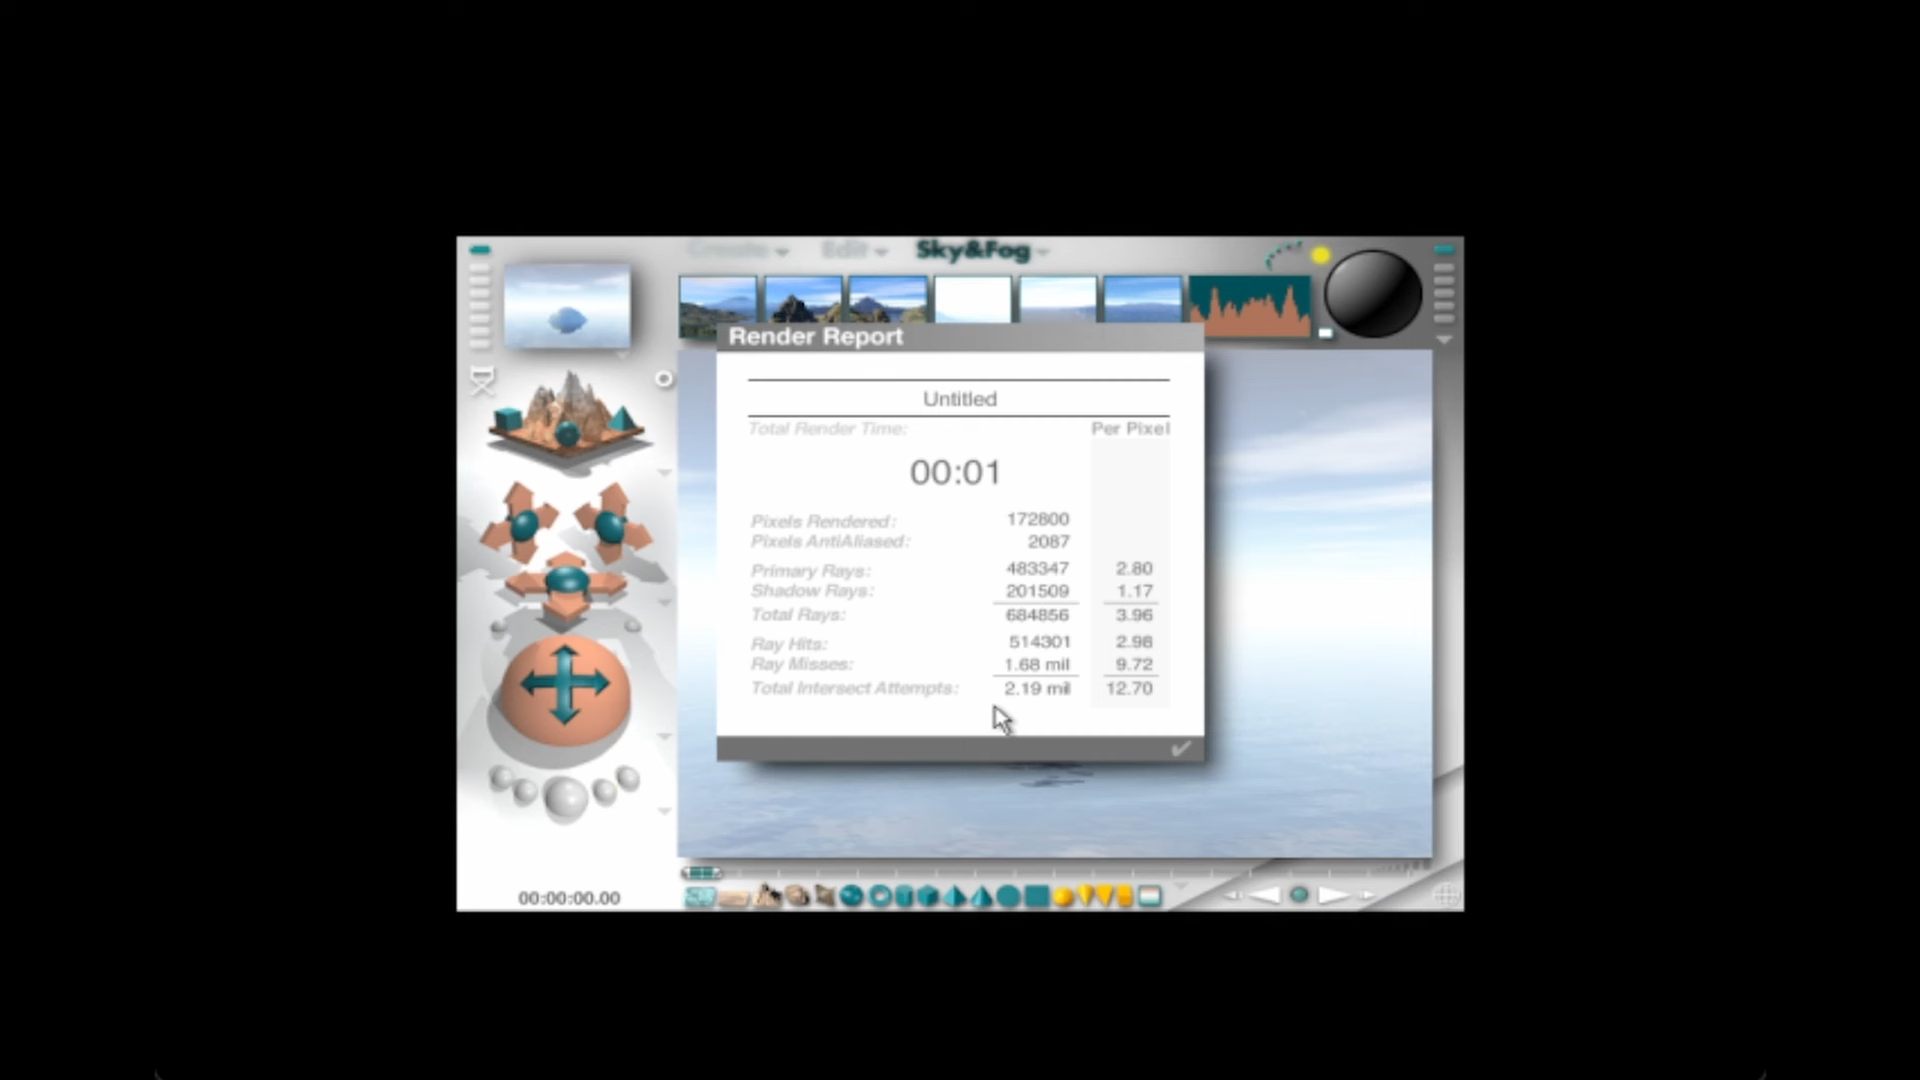 Create Edit Sky&Fog
Render Report
Untitled
Total Render Time: Per Pixel
00:01
Pixels Rendered: 172800
Pixels AntiAliased: 2087
Primary Rays: 483347 2.80
Shadow Rays: 201509 1.17
Total Rays: 684856 3.96
Ray Hits: 514301 2.98
Ray Misses: 1.68 mil 9.72
Total Intersect Attempts: 2.19 mil 12.70
00:00:00.00